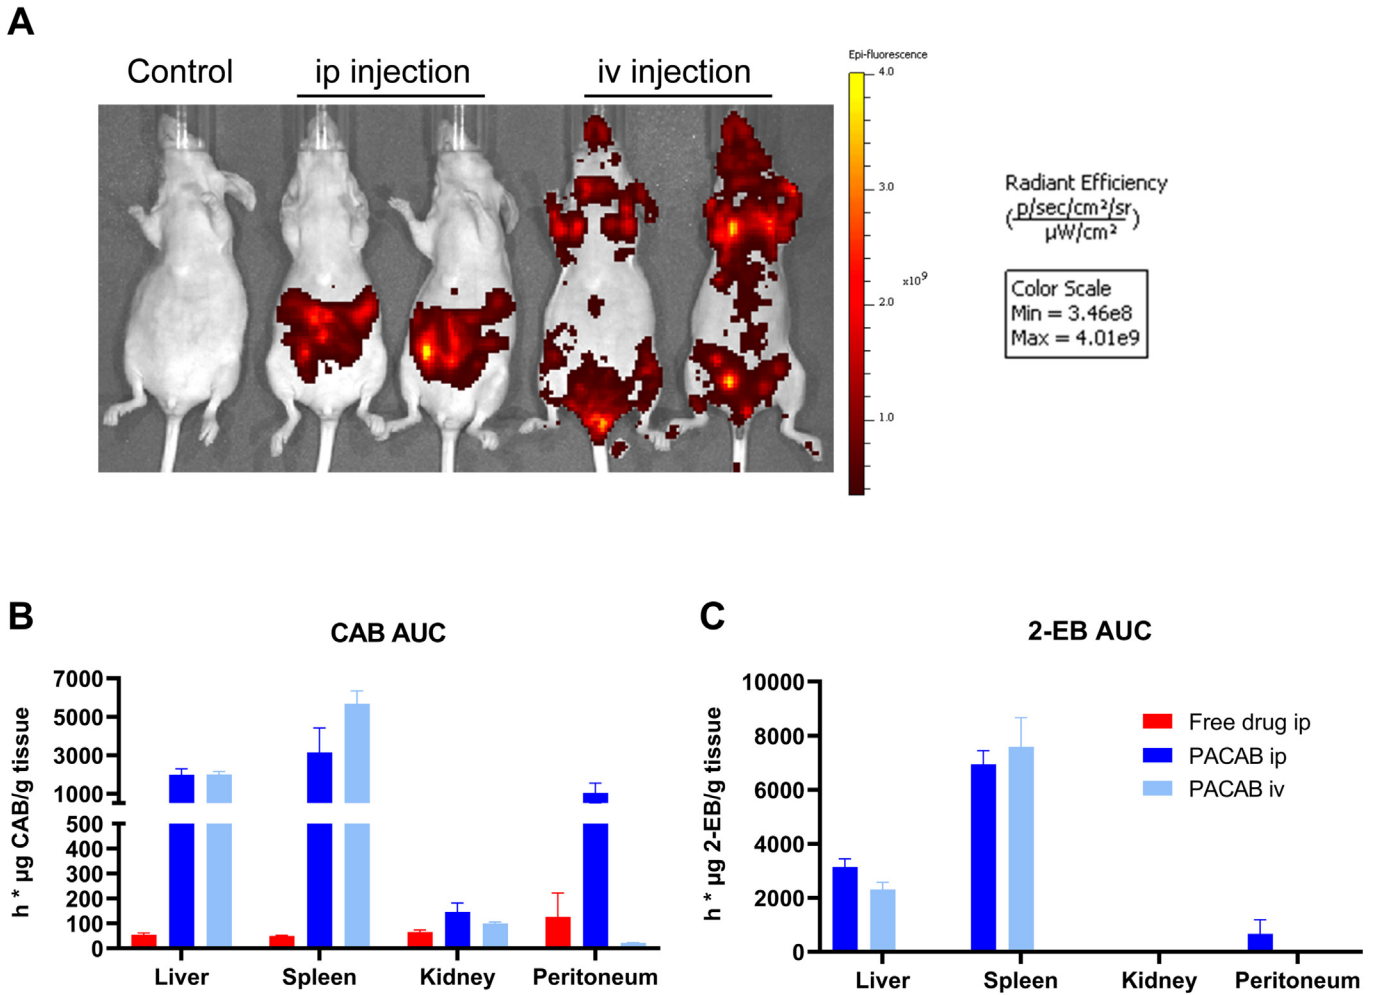 A
Control
ip injection
iv injection
Epi-fluorescence
4.0
3.0
x10⁹
2.0
1.0
Radiant Efficiency
(p/sec/cm²/sr
µW/cm²)
Color Scale
Min = 3.46e8
Max = 4.01e9
B
CAB AUC
h * µg CAB/g tissue
7000
5000
3000
1000
500
400
300
200
100
0
Liver
Spleen
Kidney
Peritoneum
C
2-EB AUC
h * µg 2-EB/g tissue
10000
8000
6000
4000
2000
0
Liver
Spleen
Kidney
Peritoneum
Free drug ip
PACAB ip
PACAB iv